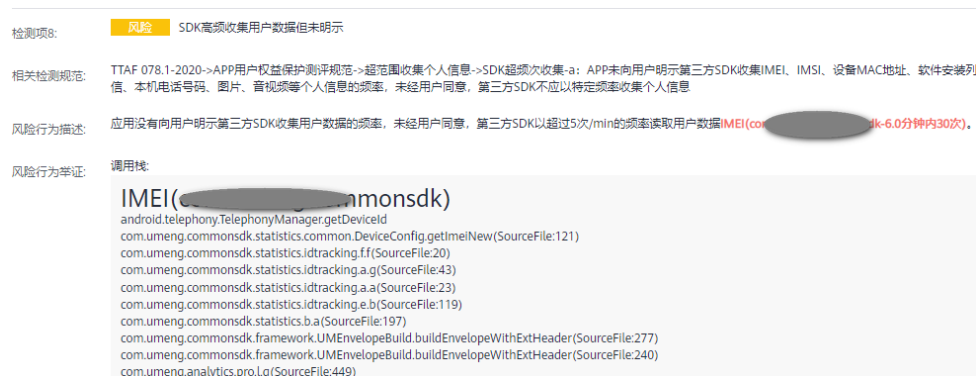 检测项8: 风险 SDK高频收集用户数据但未明示
相关检测规范: TTAF 078.1-2020->APP用户权益保护测评规范->超范围收集个人信息->SDK超频次收集-a：APP未向用户明示第三方SDK收集IMEI、IMSI、设备MAC地址、软件安装列
信、本机电话号码、图片、音视频等个人信息的频率，未经用户同意，第三方SDK不应以特定频率收集个人信息
风险行为描述: 应用没有向用户明示第三方SDK收集用户数据的频率，未经用户同意，第三方SDK以超过5次/min的频率读取用户数据IMEI(co dk-6.0分钟内30次)。
风险行为举证: 调用栈:
IMEI( mmonsdk)
android.telephony.TelephonyManager.getDeviceId
com.umeng.commonsdk.statistics.common.DeviceConfig.getImeiNew(SourceFile:121)
com.umeng.commonsdk.statistics.idtracking.f.f(SourceFile:20)
com.umeng.commonsdk.statistics.idtracking.a.g(SourceFile:43)
com.umeng.commonsdk.statistics.idtracking.a.a(SourceFile:23)
com.umeng.commonsdk.statistics.idtracking.e.b(SourceFile:119)
com.umeng.commonsdk.statistics.b.a(SourceFile:197)
com.umeng.commonsdk.framework.UMEnvelopeBuild.buildEnvelopeWithExtHeader(SourceFile:277)
com.umeng.commonsdk.framework.UMEnvelopeBuild.buildEnvelopeWithExtHeader(SourceFile:240)
com.umeng.analytics.pro.l.g(SourceFile:449)